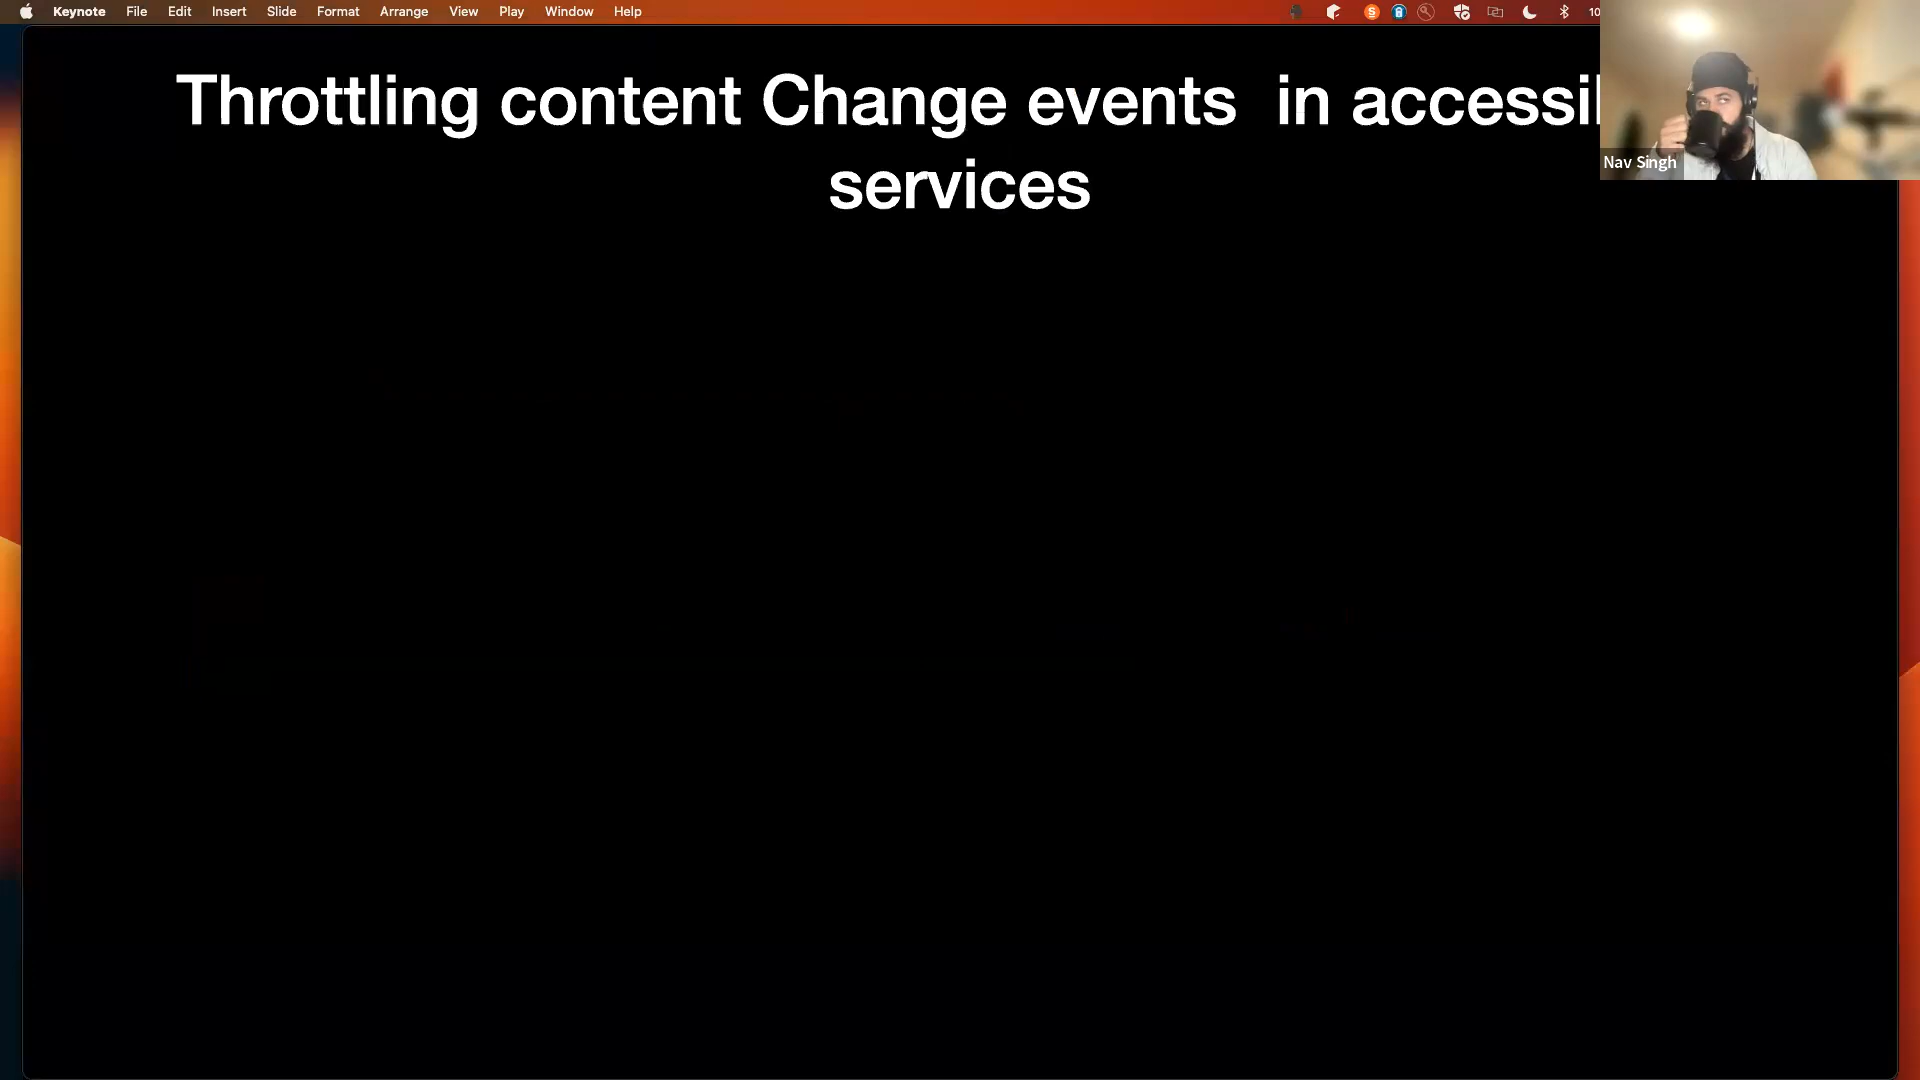 Keynote File Edit Insert Slide Format Arrange View Play Window Help 10
Throttling content Change events in
services
Nav Singh